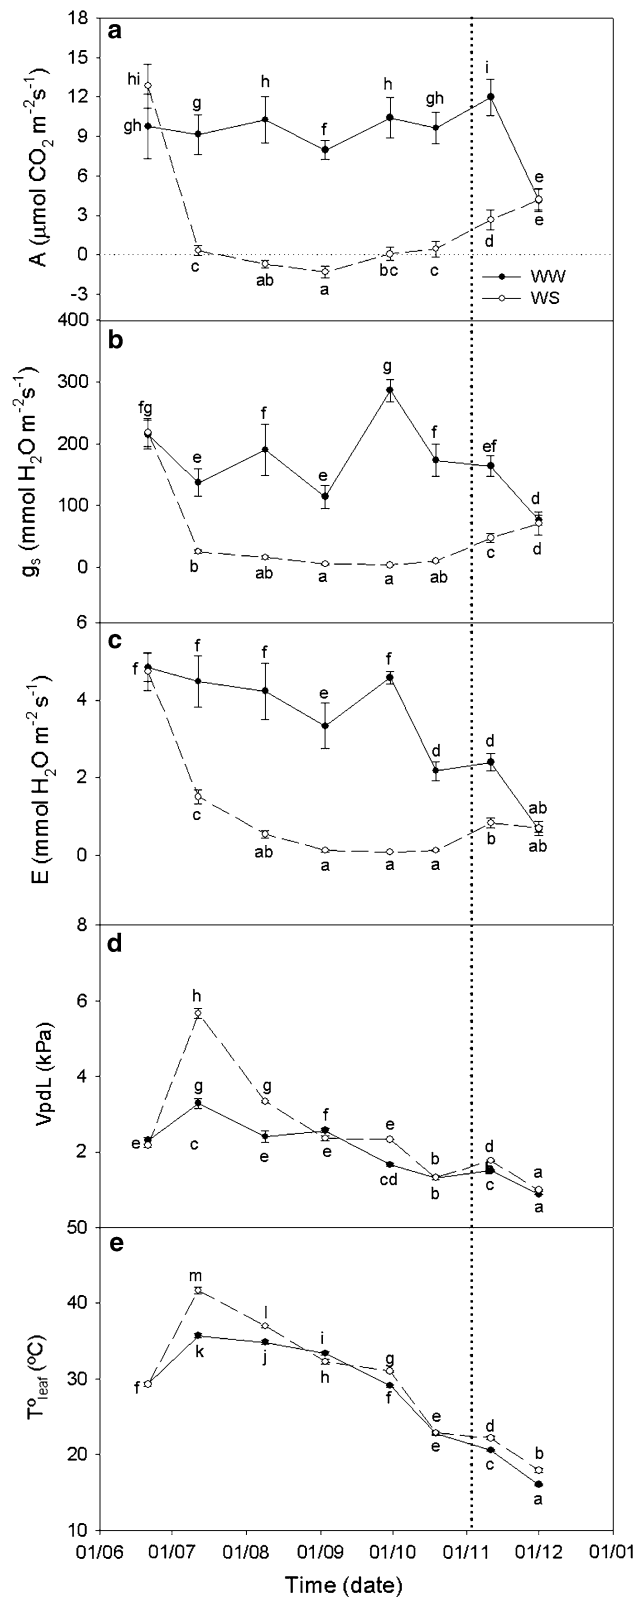 a
18
15
12
9
6
3
0
-3
A (μmol CO2 m-2s-1)
hi
gh
g
h
f
h
gh
i
e
e
c
ab
a
bc
c
d
WW
WS
b
400
300
200
100
0
gs (mmol H2O m-2s-1)
fg
e
f
e
g
f
ef
d
b
ab
a
a
ab
c
d
c
6
4
2
0
E (mmol H2O m-2 s-1)
f
f
f
e
f
d
d
ab
c
ab
a
a
a
b
ab
d
8
6
4
2
VpdL (kPa)
h
g
g
f
e
b
d
a
e
c
e
e
cd
b
c
a
e
50
40
30
20
10
Tºleaf (ºC)
m
l
i
g
e
d
b
f
k
j
h
f
e
c
a
01/06 01/07 01/08 01/09 01/10 01/11 01/12 01/01
Time (date)